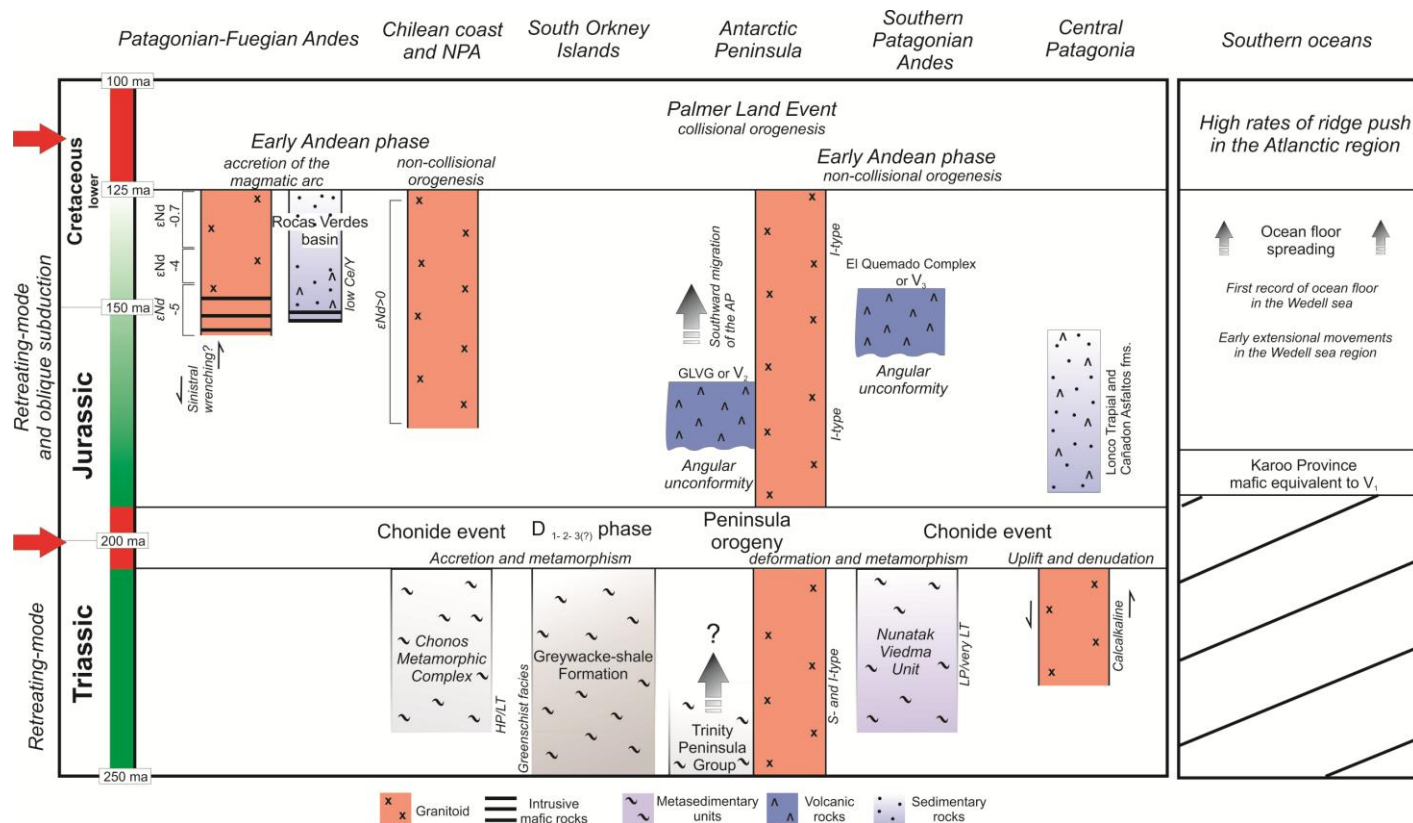 Patagonian-Fuegian Andes
Chilean coast
and NPA
South Orkney
Islands
Antarctic
Peninsula
Southern
Patagonian
Andes
Central
Patagonia
Southern oceans
100 ma
125 ma
150 ma
200 ma
250 ma
Retreating-mode
and oblique subduction
Retreating-mode
Cretaceous
lower
Jurassic
Triassic
Palmer Land Event
collisional orogenesis
Early Andean phase
accretion of the
magmatic arc
non-collisional
orogenesis
Early Andean phase
non-collisional orogenesis
High rates of ridge push
in the Atlantic region
εNd
-0.7
εNd
-4
εNd
-5
x
x
x
x
Rocas Verdes
basin
low Ce/Y
Sinistral
wrenching?
εNd>0
x
x
x
x
x
x
x
x
Southward migration
of the AP
GLVG or V2
Angular
unconformity
I-type
I-type
x
x
x
x
x
x
x
x
x
x
El Quemado Complex
or V3
Angular
unconformity
Lonco Trapial and
Cañadon Asfaltos fms.
Ocean floor
spreading
First record of ocean floor
in the Wedell sea
Early extensional movements
in the Wedell sea region
Karoo Province
mafic equivalent to V1
Chonide event
D 1- 2- 3(?) phase
Accretion and metamorphism
Peninsula
orogeny
deformation and metamorphism
Chonide event
Uplift and denudation
Chonos
Metamorphic
Complex
HP/LT
Greenschist facies
Greywacke-shale
Formation
?
Trinity
Peninsula
Group
x
x
x
x
x
x
S- and I-type
Nunatak
Viedma
Unit
LP/very LT
x
x
x
x
Calcalkaline
x
x
x
Granitoid
Intrusive
mafic rocks
Metasedimentary
units
Volcanic
rocks
Sedimentary
rocks